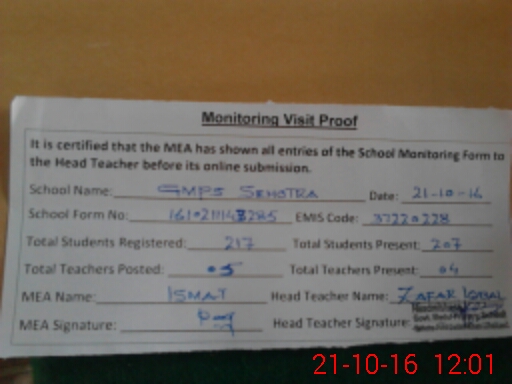 Monitoring Visit Proof
It is certified that the MEA has shown all entries of the School Monitoring Form to
the Head Teacher before its online submission.
School Name: GMPS SEHOTRA Date: 21-10-16
School Form No: EMIS Code: 37220228
Total Students Registered: 217 Total Students Present: 207
Total Teachers Posted: 05 Total Teachers Present: 04
MEA Name: ISMAT Head Teacher Name: ZAFAR IQBAL
MEA Signature: Head Teacher Signature:
21-10-16 12:01